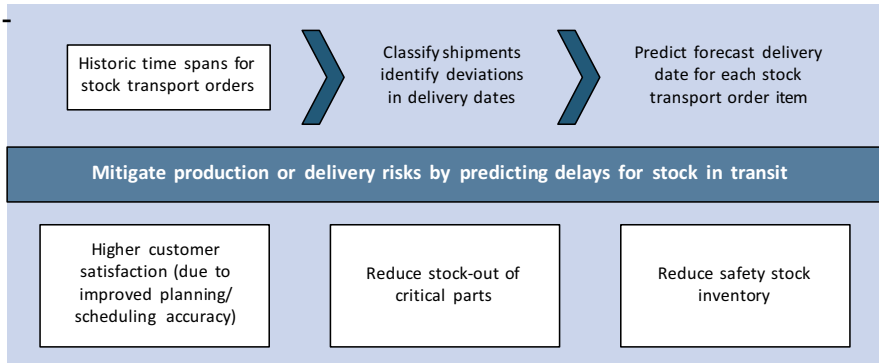 Historic time spans for
stock transport orders
Classify shipments
identify deviations
in delivery dates
Predict forecast delivery
date for each stock
transport order item
Mitigate production or delivery risks by predicting delays for stock in transit
Higher customer
satisfaction (due to
improved planning/
scheduling accuracy)
Reduce stock-out of
critical parts
Reduce safety stock
inventory